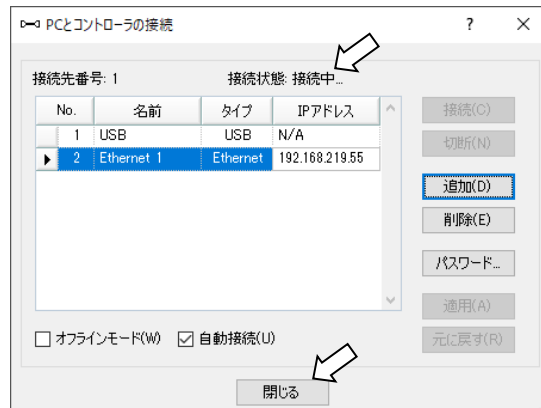 PCとコントローラの接続 ?
接続先番号: 1 接続状態: 接続中...
No. 名前 タイプ IPアドレス
1 USB USB N/A
2 Ethernet 1 Ethernet 192.168.219.55
接続(C)
切断(N)
追加(D)
削除(E)
パスワード...
適用(A)
元に戻す(R)
オフラインモード(W) 自動接続(U)
閉じる